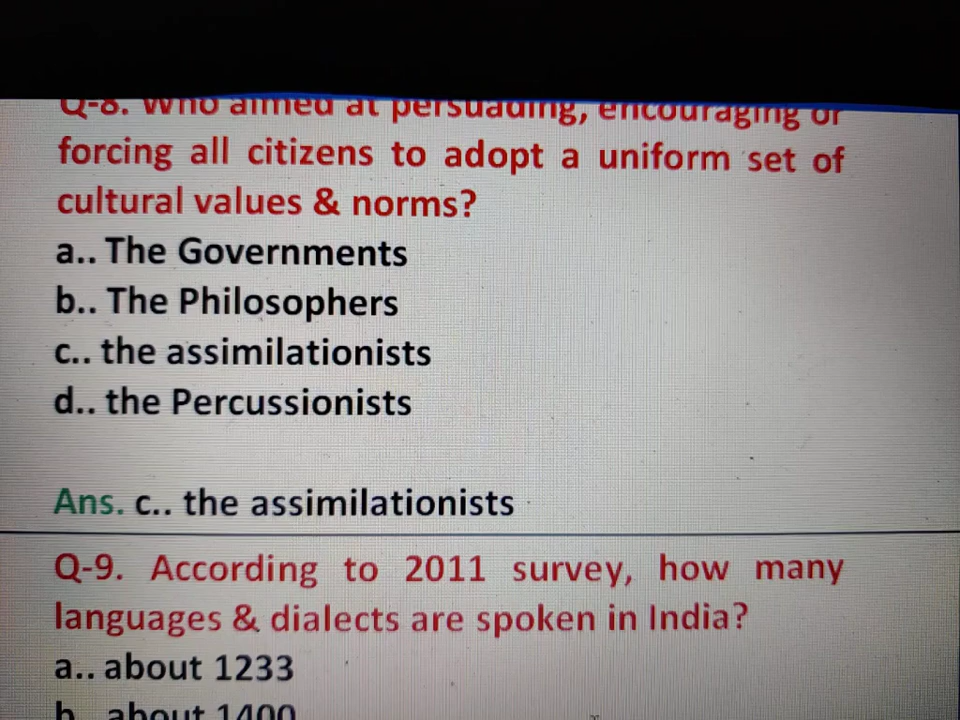 Q-8. Who aimed at persuading, encouraging or
forcing all citizens to adopt a uniform set of
cultural values & norms?
a.. The Governments
b.. The Philosophers
c.. the assimilationists
d.. the Percussionists
Ans. c.. the assimilationists
Q-9. According to 2011 survey, how many
languages & dialects are spoken in India?
a.. about 1233
b.. about 1400